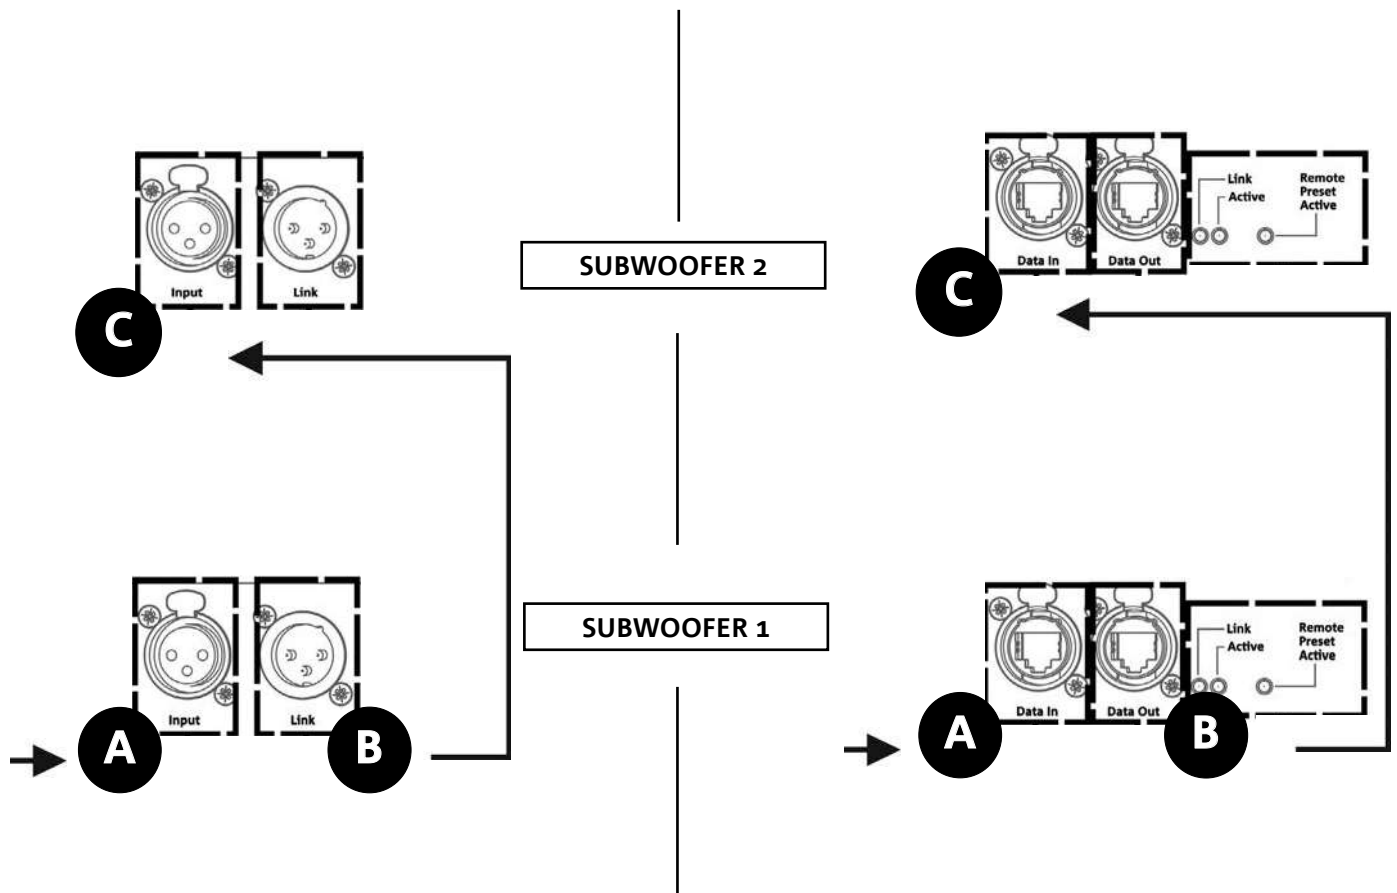 Input
Link
C
SUBWOOFER 2
Link
Active
Remote
Preset
Active
Data In
Data Out
C
Input
Link
A
B
SUBWOOFER 1
Link
Active
Remote
Preset
Active
Data In
Data Out
A
B